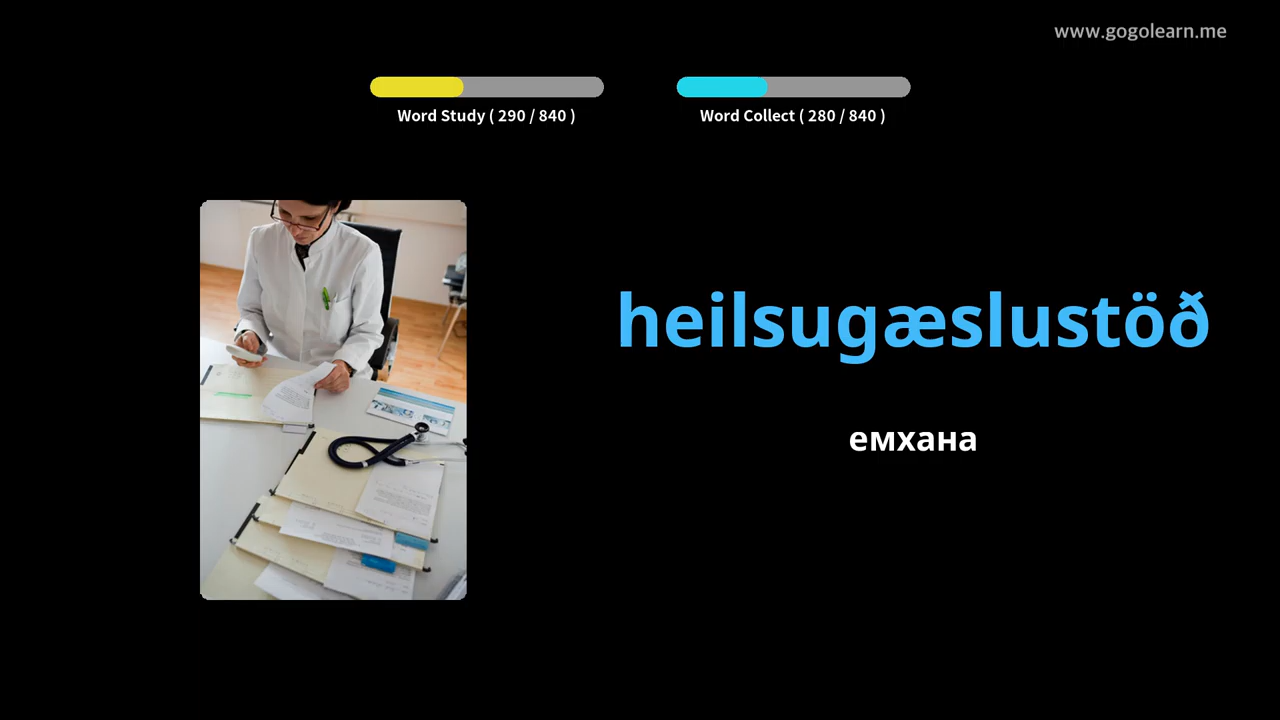 www.gogolearn.me
Word Study ( 290 / 840 )
Word Collect ( 280 / 840 )
heilsugæslustöð
емхана